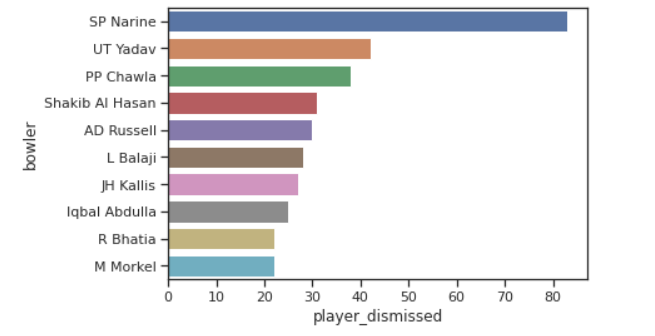 SP Narine
UT Yadav
PP Chawla
Shakib Al Hasan
AD Russell
L Balaji
JH Kallis
Iqbal Abdulla
R Bhatia
M Morkel
bowler
0 10 20 30 40 50 60 70 80
player_dismissed